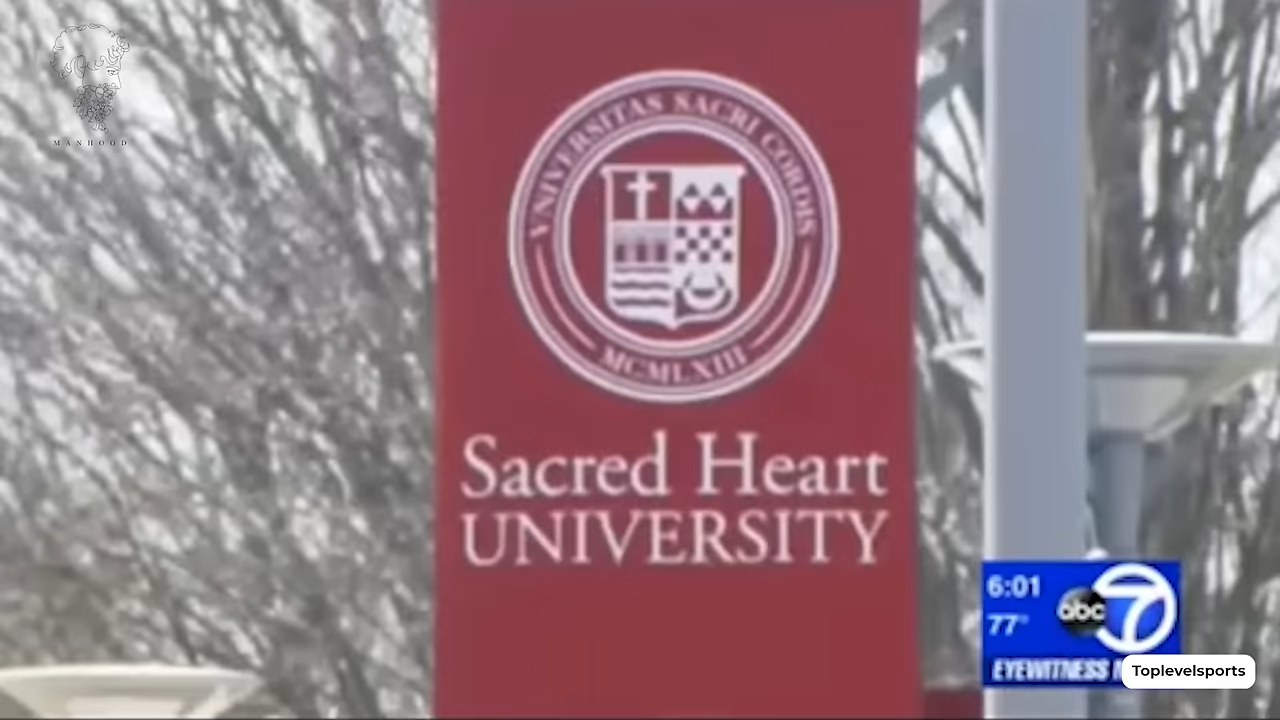 MANHOOD
VNIVERSITAS SACRI CORDIS
MCMLXIII
Sacred Heart
UNIVERSITY
6:01
77°
abc 7
EYEWITNESS
Toplevelsports